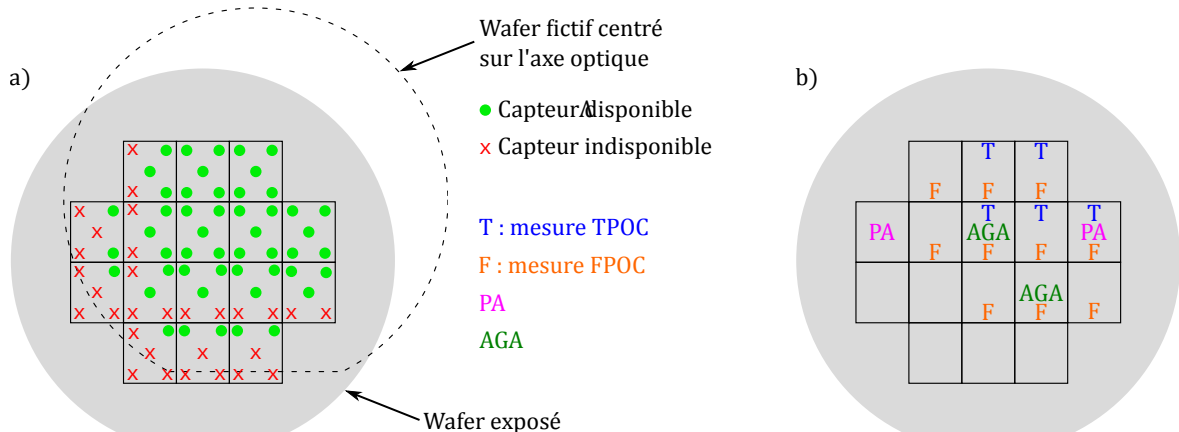 a)
Wafer fictif centré
sur l'axe optique
Capteur disponible
x Capteur indisponible
T : mesure TPOC
F : mesure FPOC
PA
AGA
Wafer exposé
b)
T T
F F F
T T T
PA AGA PA
F F F F
AGA
F F F